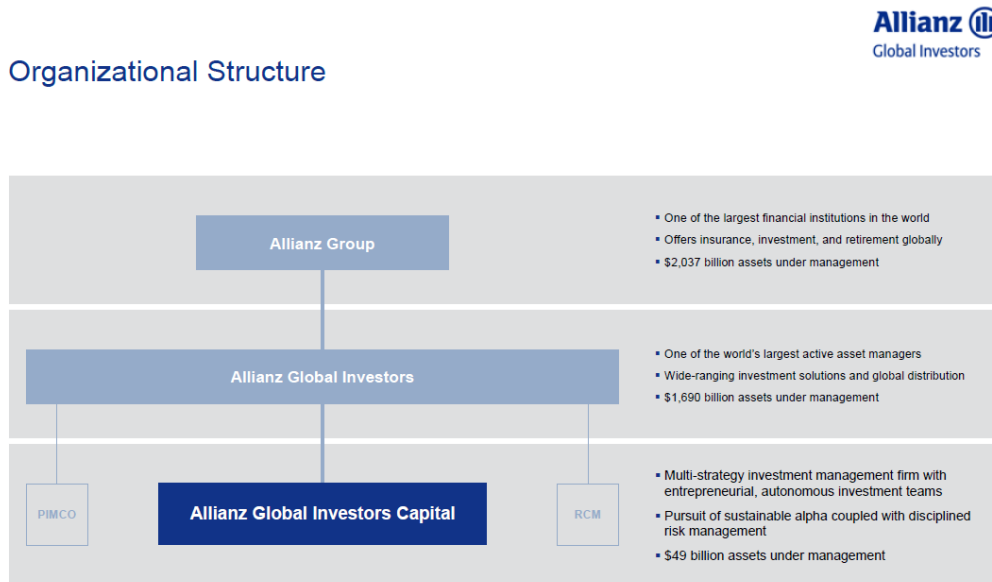 Allianz
Global Investors
Organizational Structure
Allianz Group
▪ One of the largest financial institutions in the world
▪ Offers insurance, investment, and retirement globally
▪ $2,037 billion assets under management
Allianz Global Investors
▪ One of the world's largest active asset managers
▪ Wide-ranging investment solutions and global distribution
▪ $1,690 billion assets under management
PIMCO
Allianz Global Investors Capital
RCM
▪ Multi-strategy investment management firm with
entrepreneurial, autonomous investment teams
▪ Pursuit of sustainable alpha coupled with disciplined
risk management
▪ $49 billion assets under management